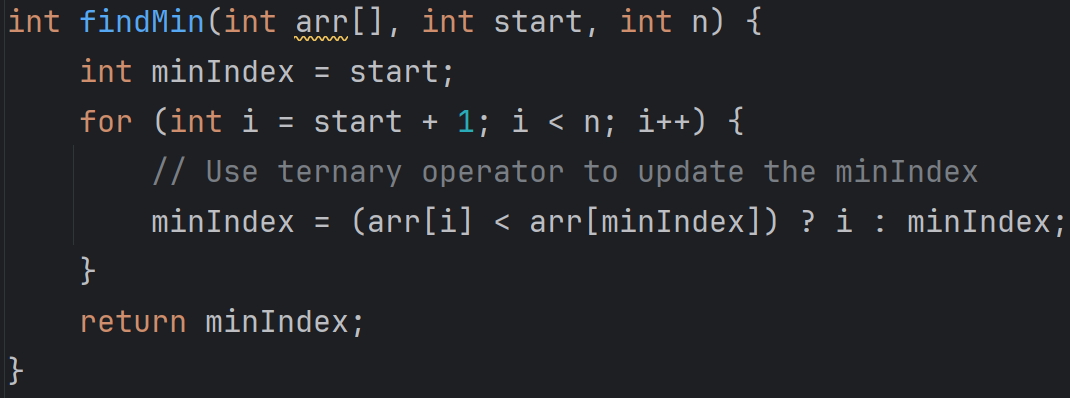 int findMin(int arr[], int start, int n) {
    int minIndex = start;
    for (int i = start + 1; i < n; i++) {
        // Use ternary operator to update the minIndex
        minIndex = (arr[i] < arr[minIndex]) ? i : minIndex;
    }
    return minIndex;
}